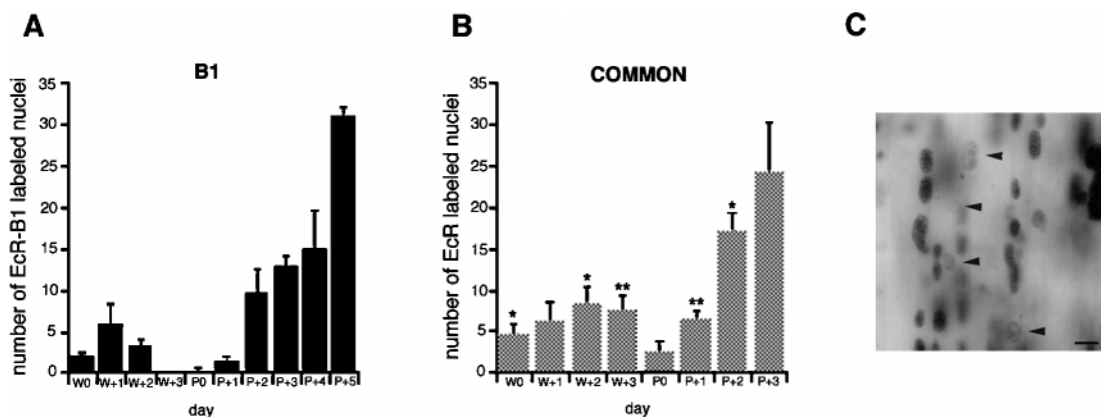 A
B1
number of EcR-B1 labeled nuclei
35
30
25
20
15
10
5
0
W0 W+1 W+2 W+3 P0 P+1 P+2 P+3 P+4 P+5
day
B
COMMON
number of EcR labeled nuclei
35
30
25
20
15
10
5
0
* * ** ** *
W0 W+1 W+2 W+3 P0 P+1 P+2 P+3
day
C